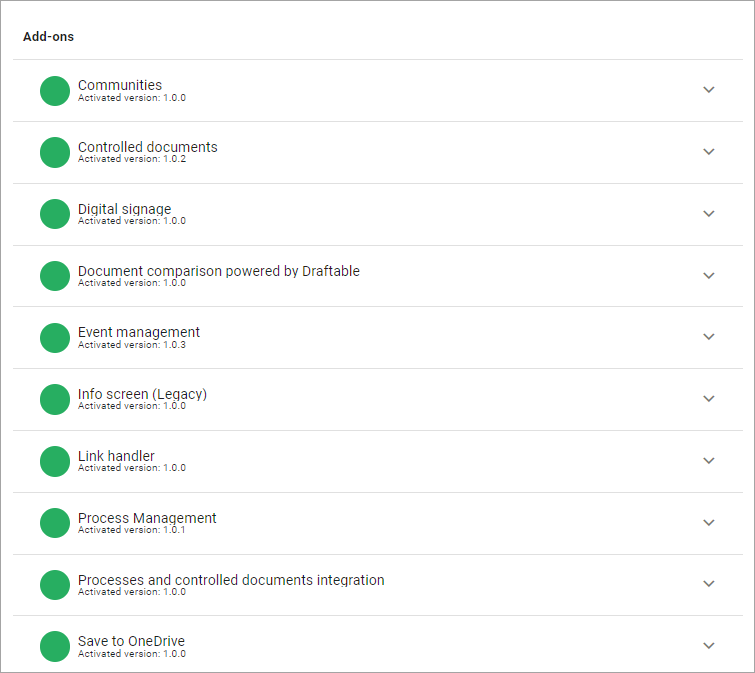 Add-ons
Communities
Activated version: 1.0.0
Controlled documents
Activated version: 1.0.2
Digital signage
Activated version: 1.0.0
Document comparison powered by Draftable
Activated version: 1.0.0
Event management
Activated version: 1.0.3
Info screen (Legacy)
Activated version: 1.0.0
Link handler
Activated version: 1.0.0
Process Management
Activated version: 1.0.1
Processes and controlled documents integration
Activated version: 1.0.0
Save to OneDrive
Activated version: 1.0.0